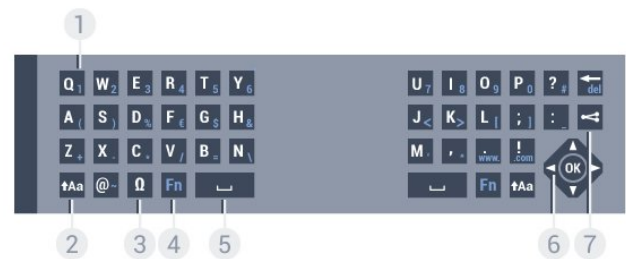 1
Q 1 W 2 E 3 R 4 T 5 Y 6 U 7 I 8 O 9 P 0 ? # del
A ( S ) D % F € G $ H & J < K > L [ ; ] : _
Z + X - C * V / B = N \ M ' , " . www. ! .com
Aa @ ~ Ω Fn Fn Aa OK
2 3 4 5 6 7